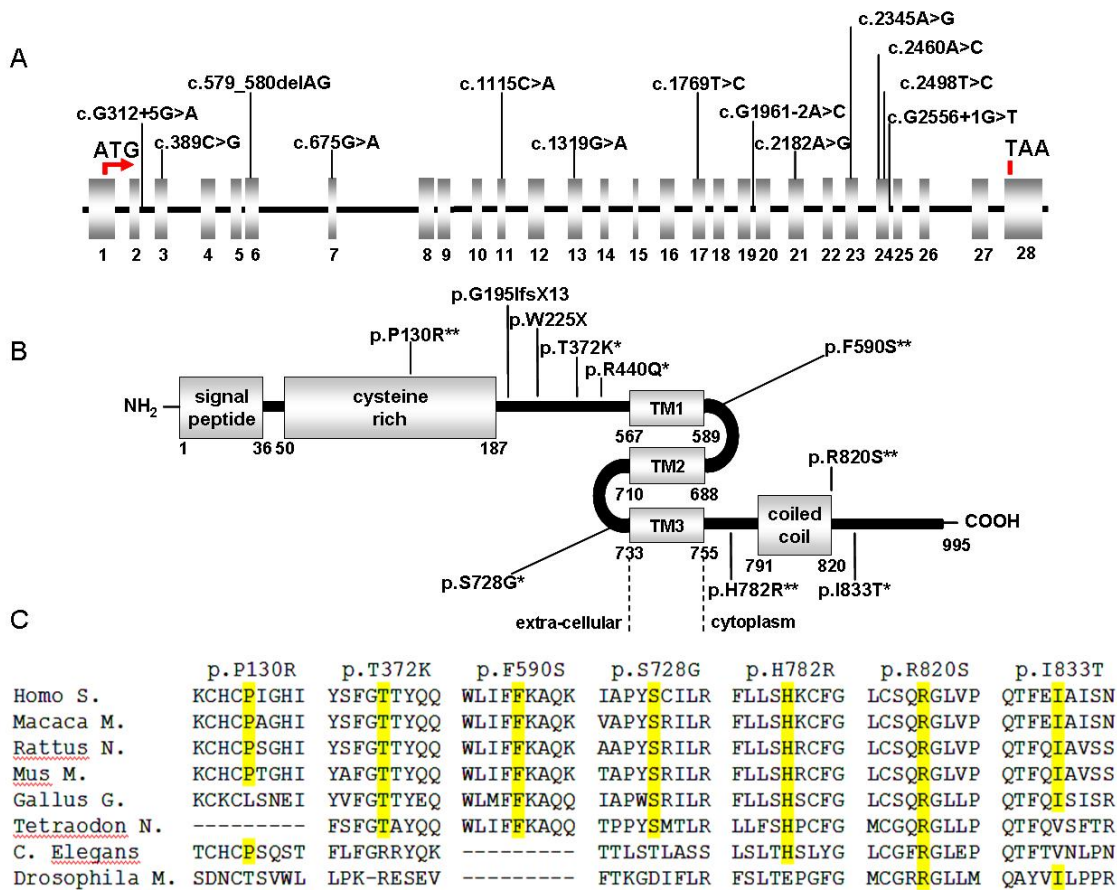 A
c.2345A>G
c.2460A>C
c.579_580delAG c.1115C>A c.1769T>C c.2498T>C
c.G312+5G>A c.G1961-2A>C c.G2556+1G>T
ATG c.389C>G c.675G>A c.1319G>A c.2182A>G TAA
1 2 3 4 5 6 7 8 9 10 11 12 13 14 15 16 17 18 19 20 21 22 23 24 25 26 27 28
B
p.G195IfsX13
p.W225X
p.P130R**
p.T372K*
p.R440Q*
p.F590S**
NH2
signal peptide
cysteine rich
TM1
1 36 50 187 567 589
TM2
710 688
p.R820S**
TM3
coiled coil
COOH
733 755 791 820 995
p.S728G*
p.H782R** p.I833T*
extra-cellular cytoplasm
C
p.P130R p.T372K p.F590S p.S728G p.H782R p.R820S p.I833T
Homo S. KCHCPIGHI YSFGTTYQQ WLIFFKAQK IAPYSCILR FLLSHKCFG LCSQRGLVP QTFEIAISN
Macaca M. KCHCPAGHI YSFGTTYQQ WLIFFKAQK VAPYSCILR FLLSHKCFG LCSQRGLVP QTFEIAISN
Rattus N. KCHCPSGHI YSFGTTYQQ WLIFFKAQK AAPYSRILR FLLSHRCFG LCSQRGLVP QTFQIAVSS
Mus M. KCHCPTGHI YAFGTTYQQ WLIFFKAQK TAPYSRILR FLLSHRCFG LCSQRGLVP QTFQIAVSS
Gallus G. KCKCLSNEI YVFGTTYEQ WLMFFKAQQ IAPWSRILR FLLSHSCFG LCSQRGLLP QTFQISISR
Tetraodon N. --------- FSFGTAYQQ WLIFFKAQQ TPPYSMTLR LLFSHPCFG MCGQRGLLS QTFQVSFTR
C. Elegans TCHCPSQST FLFGRRYQK --------- TTLSTLASS LSLTHSLYG LCGFRGLEP QTFTVNLPN
Drosophila M. SDNCTSVWL LPK-RESEV --------- FTKGDIFLR FSLTEPGFG MCGRRGLLP QAYVILPPR